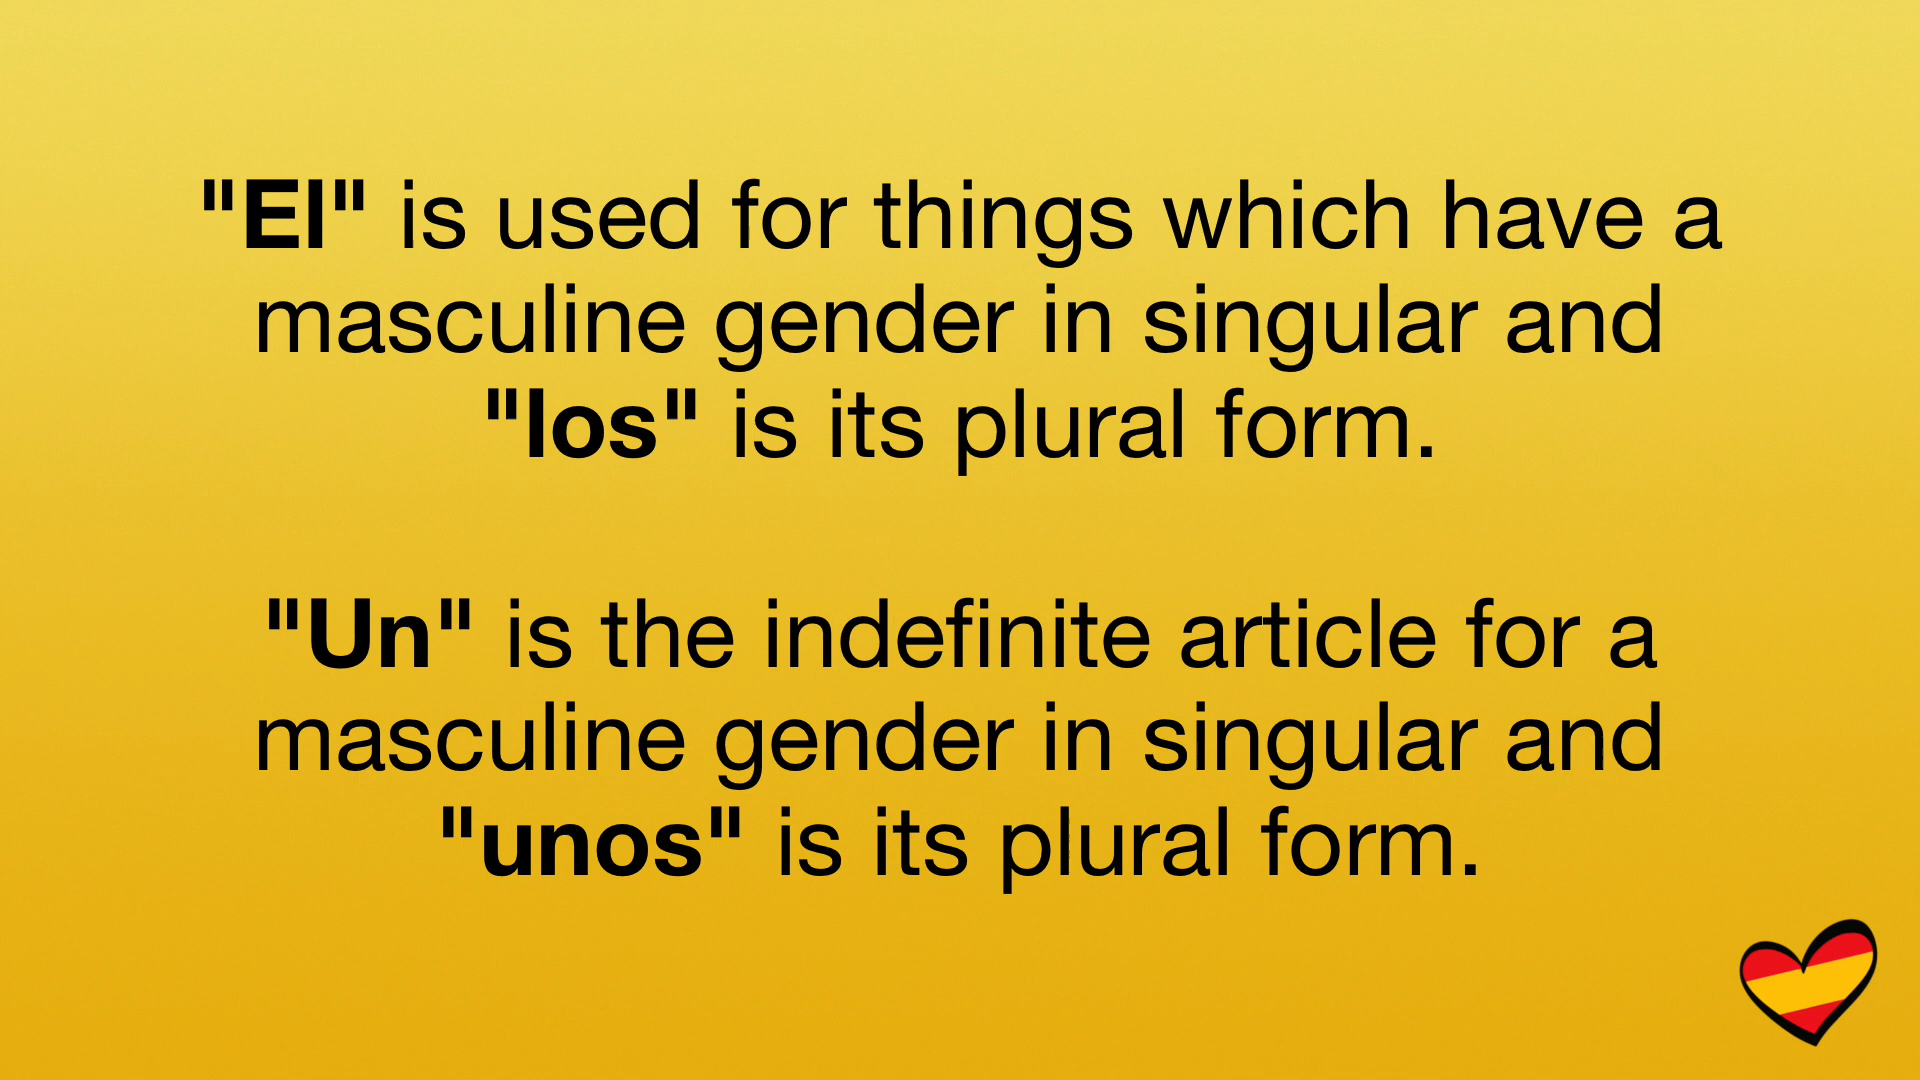 "El" is used for things which have a
masculine gender in singular and
"los" is its plural form.
"Un" is the indefinite article for a
masculine gender in singular and
"unos" is its plural form.